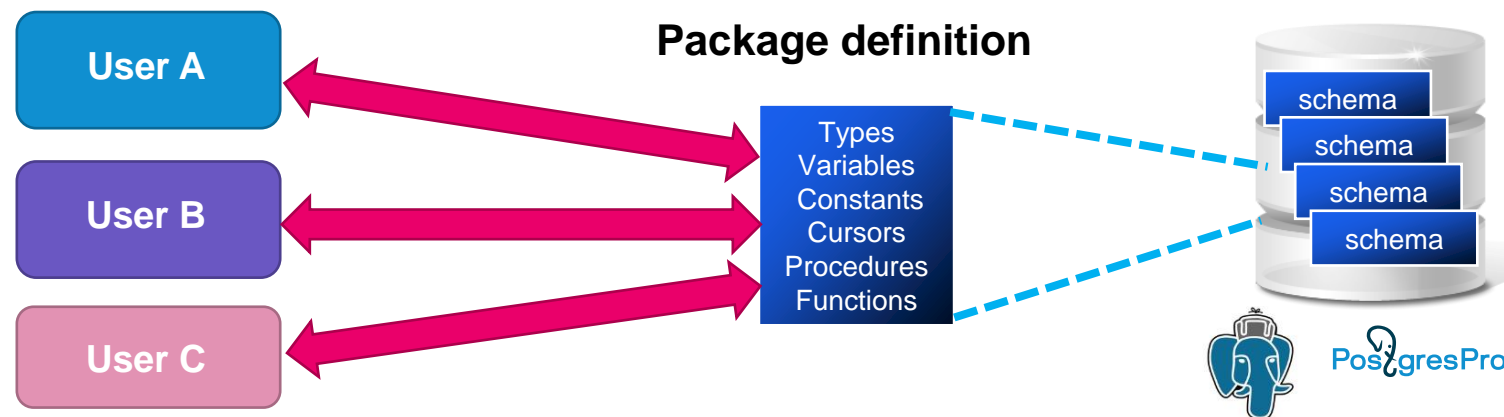 Package definition
User A
User B
User C
Types
Variables
Constants
Cursors
Procedures
Functions
schema
schema
schema
schema
PostgresPro